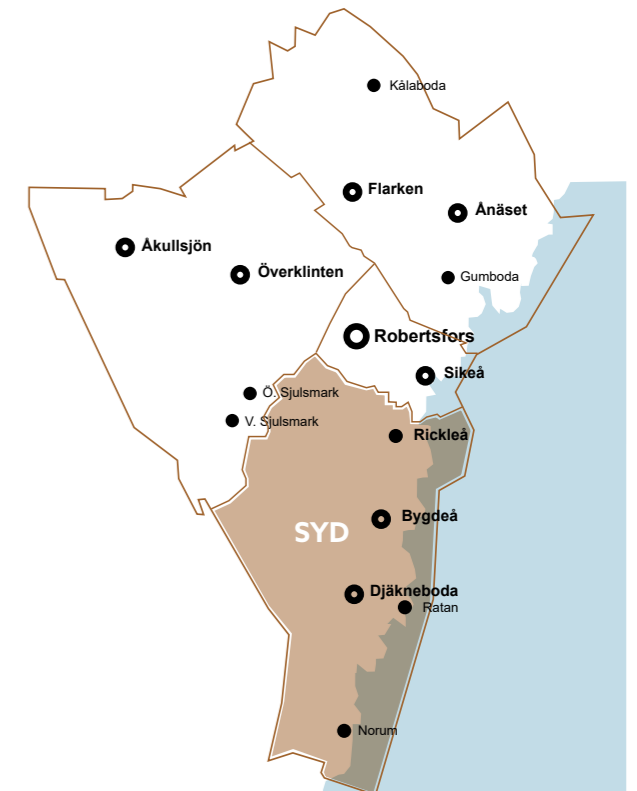 Kålaboda
Flarken
Ånäset
Åkullsjön
Överklinten
Gumboda
Robertsfors
Sikeå
Ö. Sjulsmark
V. Sjulsmark
Rickleå
Bygdeå
SYD
Djäkneboda
Ratan
Norum